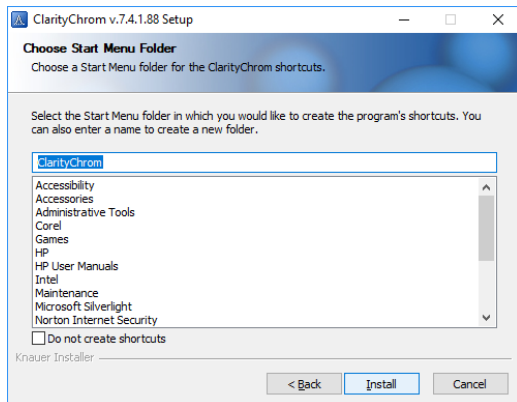 ClarityChrom v.7.4.1.88 Setup
Choose Start Menu Folder
Choose a Start Menu folder for the ClarityChrom shortcuts.
Select the Start Menu folder in which you would like to create the program's shortcuts. You
can also enter a name to create a new folder.
ClarityChrom
Accessibility
Accessories
Administrative Tools
Corel
Games
HP
HP User Manuals
Intel
Maintenance
Microsoft Silverlight
Norton Internet Security
Do not create shortcuts
Knauer Installer
< Back Install Cancel